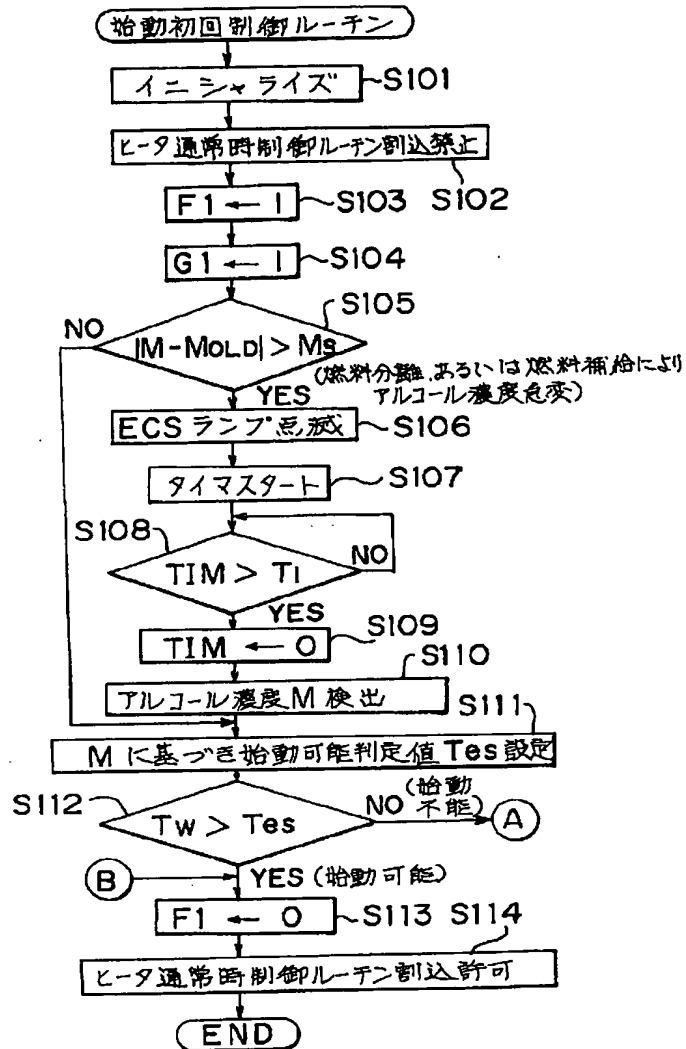 始動初回制御ルーチン
イニシャライズ
S101
ヒータ通常時制御ルーチン割込禁止
S102
F1 ← 1
S103
G1 ← 1
S104
S105
NO
|M-MOLD| > Ms
(燃料分離、あるいは燃料補給により
アルコール濃度急変)
YES
ECSランプ点滅
S106
タイマスタート
S107
S108
TIM > T1
NO
YES
TIM ← 0
S109
S110
アルコール濃度M検出
S111
Mに基づき始動可能判定値Tes設定
S112
Tw > Tes
NO
(始動
不能)
A
B
YES (始動可能)
F1 ← 0
S113
S114
ヒータ通常時制御ルーチン割込許可
END